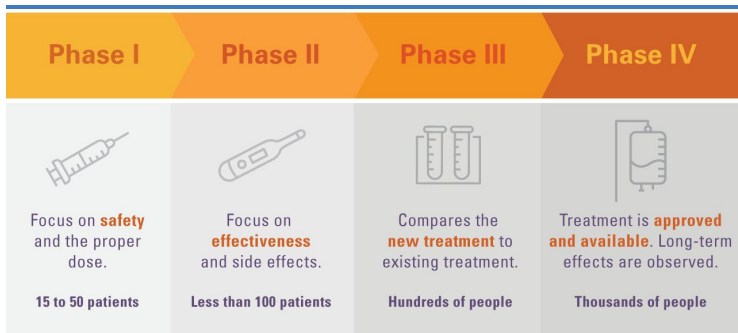 Phase I
Phase II
Phase III
Phase IV
Focus on safety
and the proper
dose.
15 to 50 patients
Focus on
effectiveness
and side effects.
Less than 100 patients
Compares the
new treatment to
existing treatment.
Hundreds of people
Treatment is approved
and available. Long-term
effects are observed.
Thousands of people